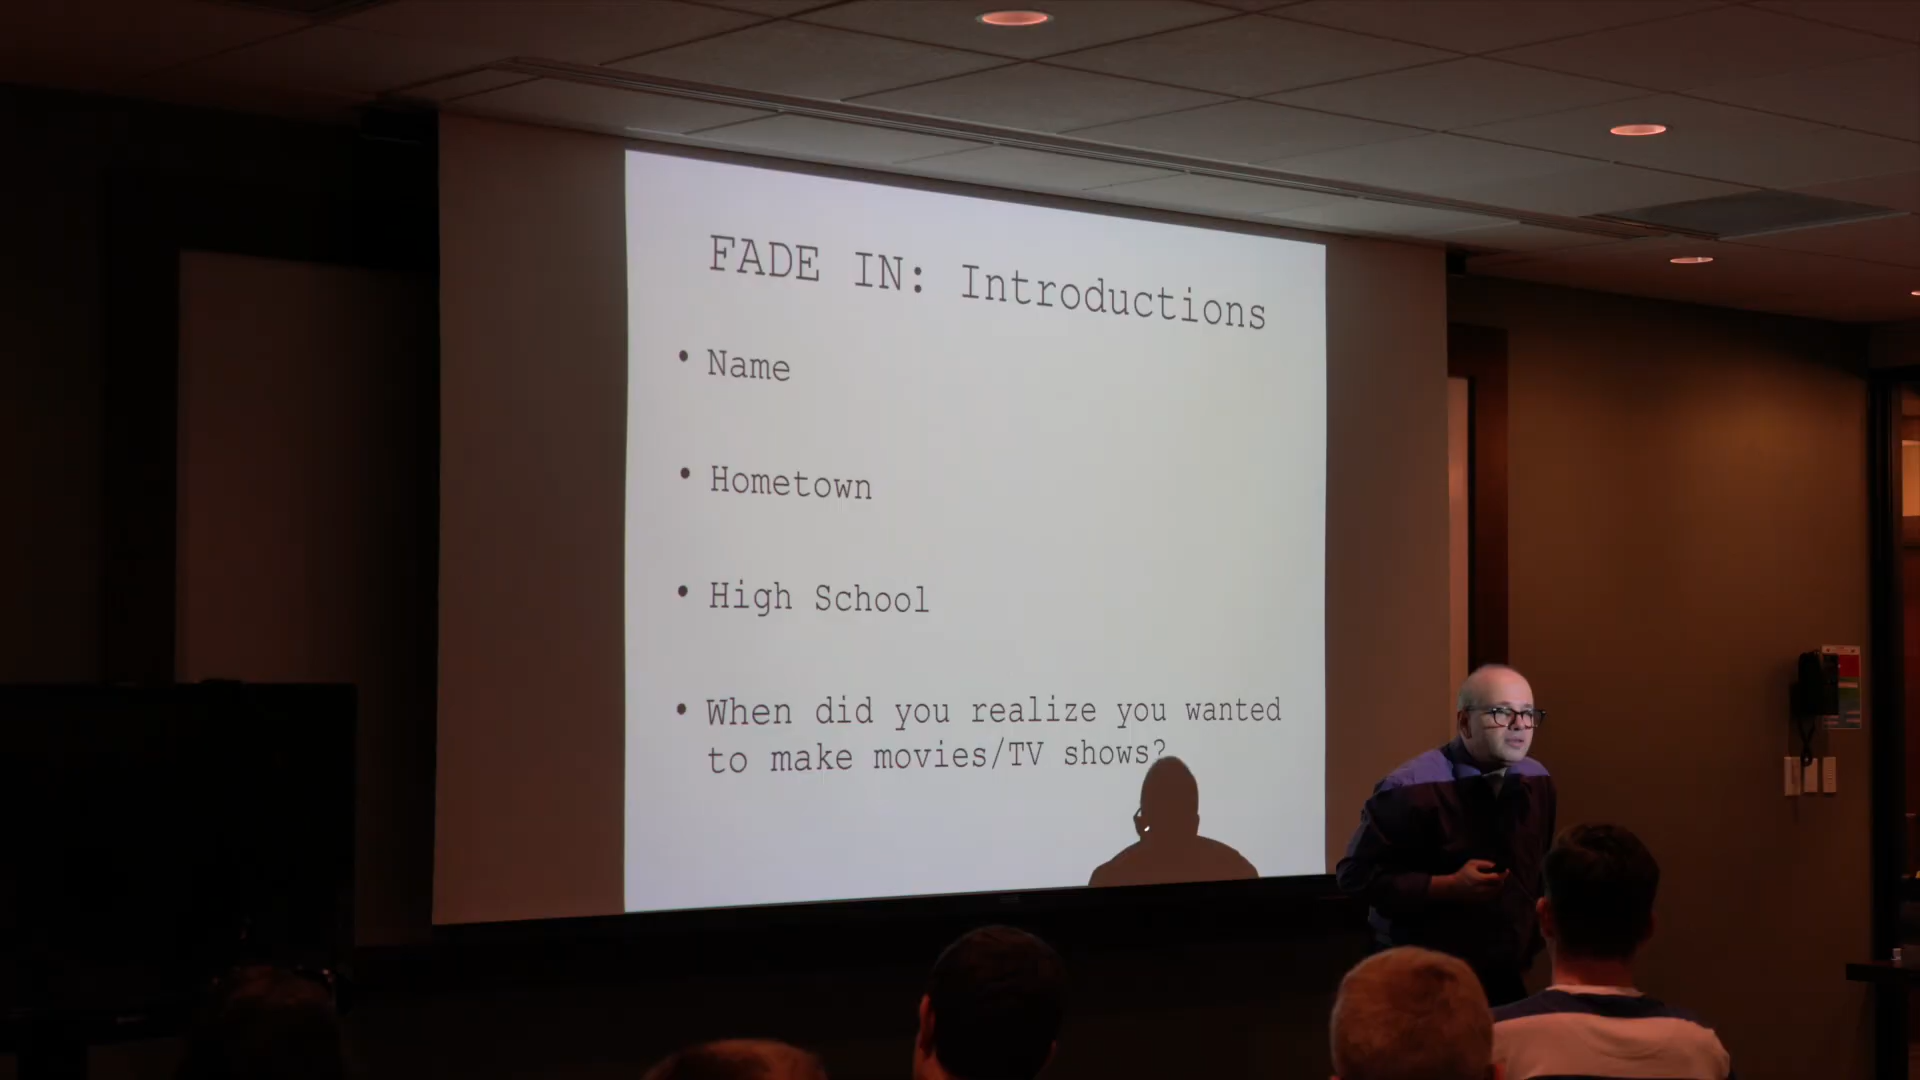 FADE IN: Introductions
• Name
• Hometown
• High School
• When did you realize you wanted
to make movies/TV shows?